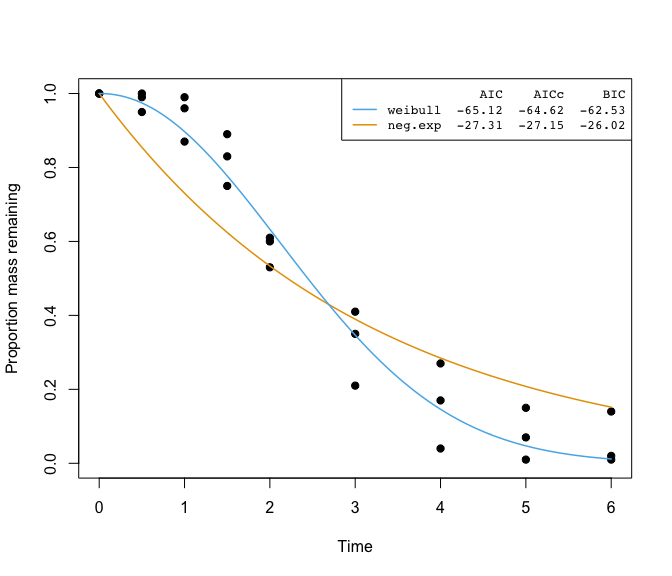 AIC AICc BIC
weibull -65.12 -64.62 -62.53
neg.exp -27.31 -27.15 -26.02
1.0
0.8
0.6
0.4
0.2
0.0
Proportion mass remaining
0 1 2 3 4 5 6
Time